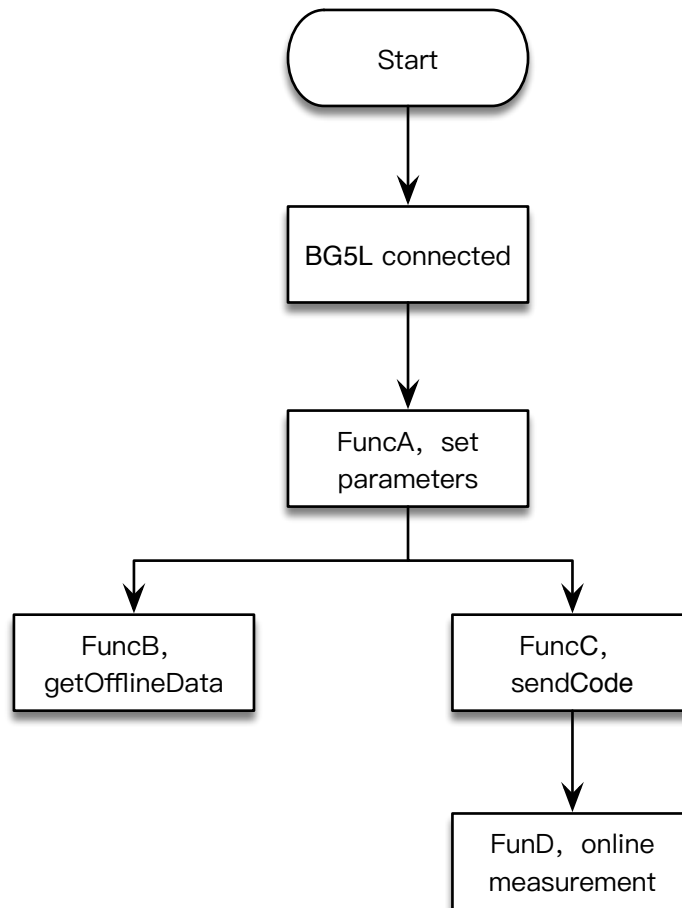 Start
BG5L connected
FuncA，set
parameters
FuncB，
getOfflineData
FuncC，
sendCode
FunD，online
measurement